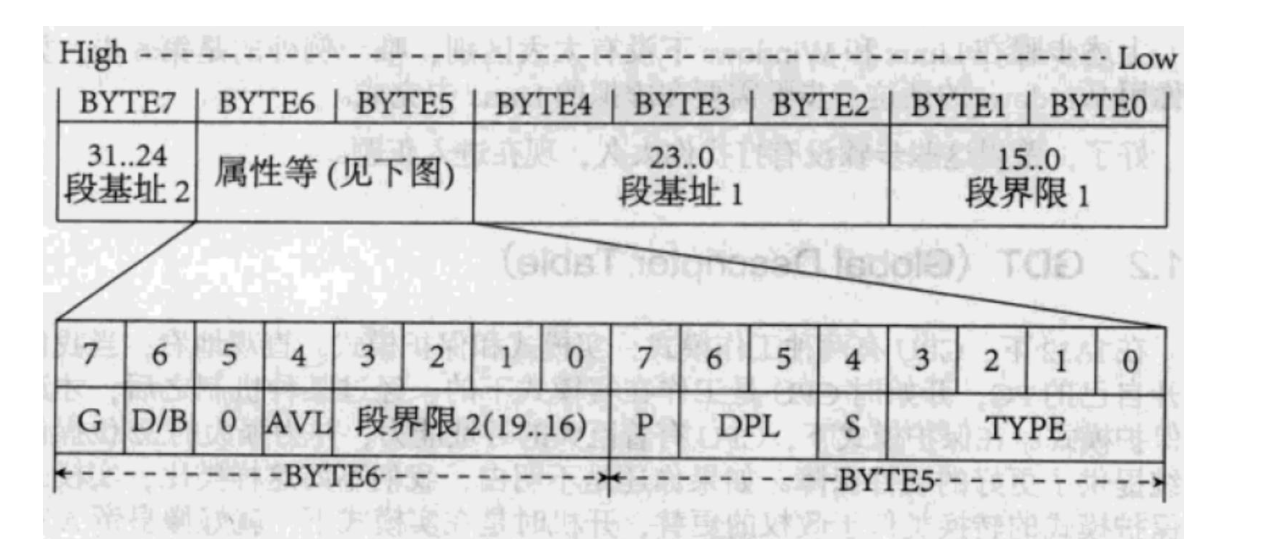 High Low
BYTE7 BYTE6 BYTE5 BYTE4 BYTE3 BYTE2 BYTE1 BYTE0
31..24 23..0 15..0
段基址 2 属性等 (见下图) 段基址 1 段界限 1
7 6 5 4 3 2 1 0 7 6 5 4 3 2 1 0
G D/B 0 AVL 段界限 2(19..16) P DPL S TYPE
BYTE6 BYTE5